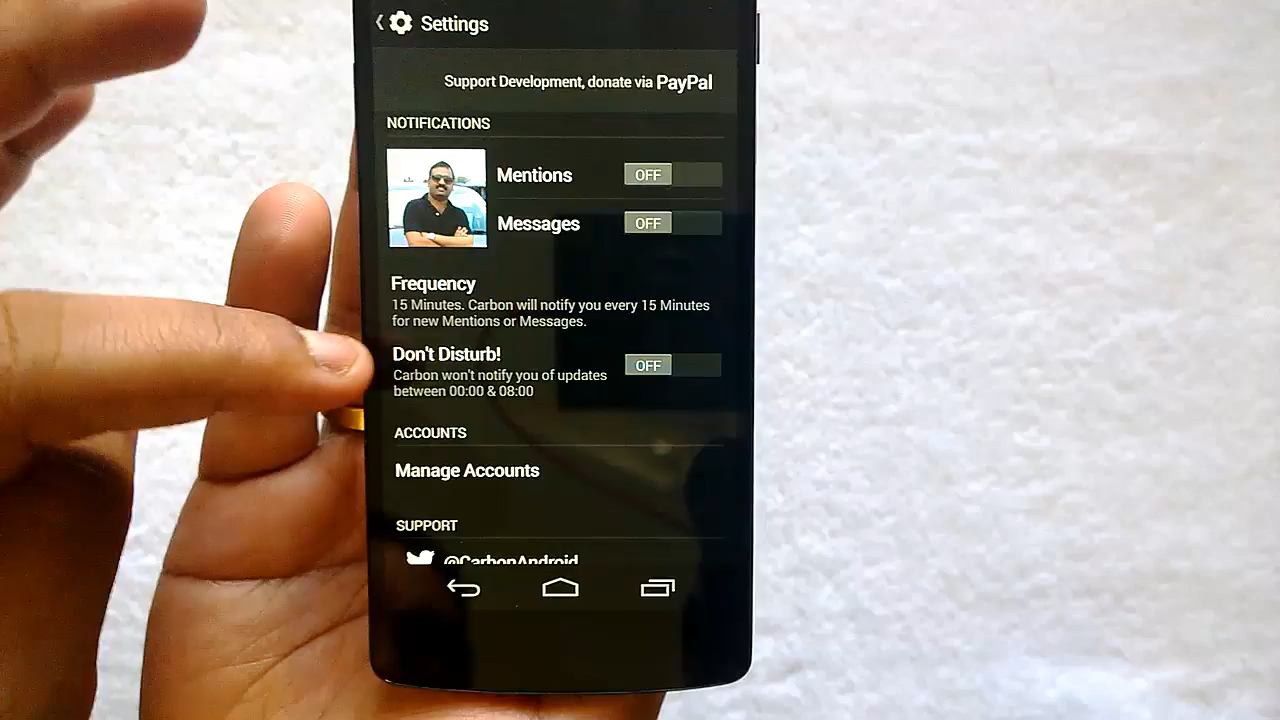 Settings
Support Development, donate via PayPal
NOTIFICATIONS
Mentions OFF
Messages OFF
Frequency
15 Minutes. Carbon will notify you every 15 Minutes
for new Mentions or Messages.
Don't Disturb! OFF
Carbon won't notify you of updates
between 00:00 & 08:00
ACCOUNTS
Manage Accounts
SUPPORT
@CarbonAndroid